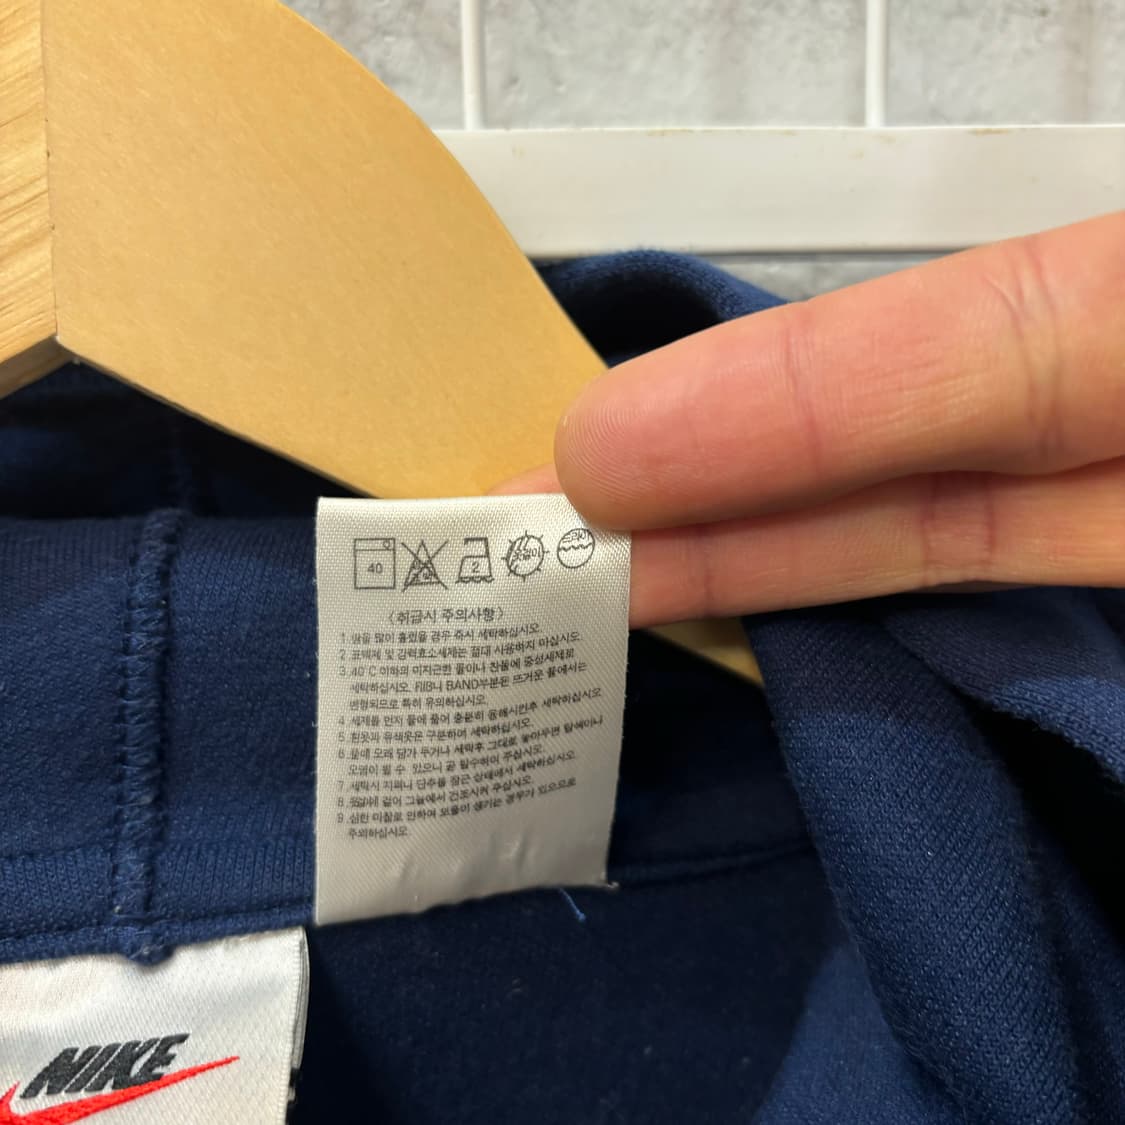 40
2
〈취급시 주의사항〉
1. 땀을 많이 흘렸을 경우 즉시 세탁하십시오.
2. 표백제 및 강력효소세제는 절대 사용하지 마십시오
3. 40℃ 이하의 미지근한 물이나 찬물에 중성세제로
세탁하십시오. RIB나 BAND부분은 뜨거운 물에서는
변형되므로 특히 유의하십시오.
4. 세제를 먼저 물에 풀어 충분히 용해시킨후 세탁하십시오
5. 흰옷과 유색옷은 구분하여 세탁하십시오.
6. 물에 오래 담가 두거나 세탁후 그대로 놓아두면 탈색이나
오염이 될 수 있으니 곧 탈수하여 주십시오.
7. 세탁시 지퍼나 단추를 잠근 상태에서 세탁하십시오
8. 옷걸이에 걸어 그늘에서 건조시켜 주십시오.
9. 심한 마찰로 인하여 보풀이 생기는 경우가 있으므로
주의하십시오
NIKE